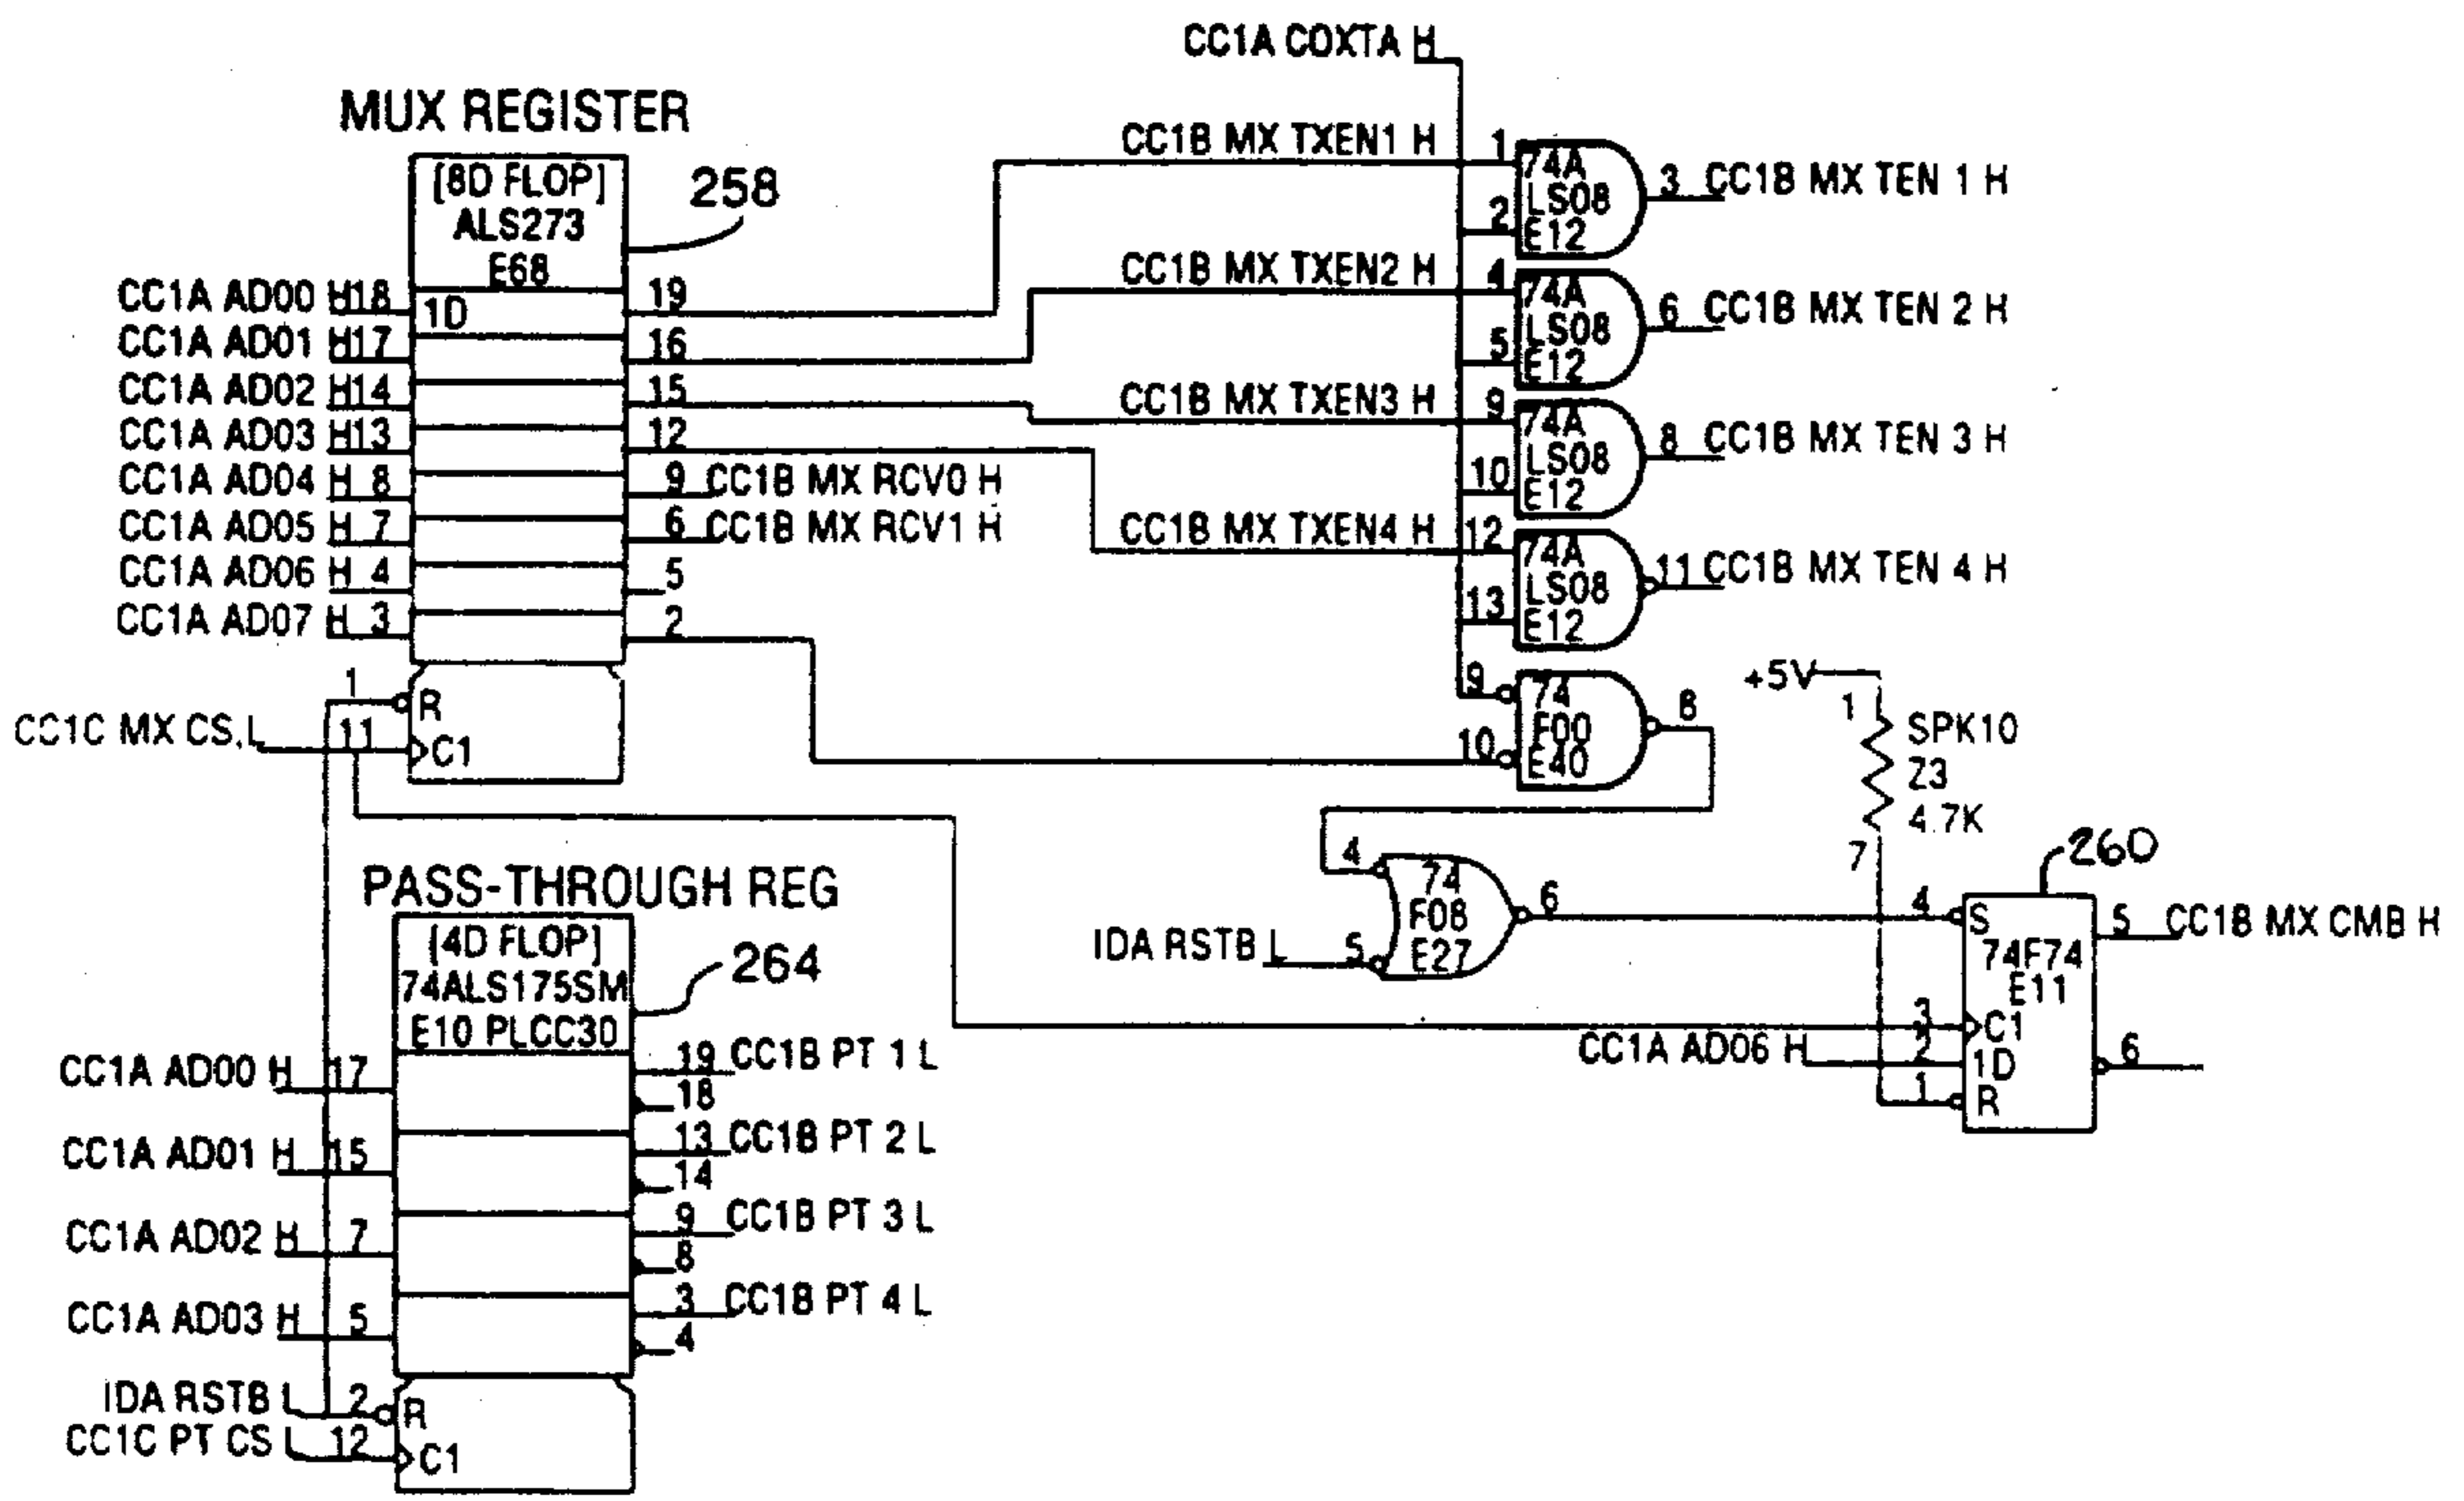 CC1A CDXTA H
MUX REGISTER
[8D FLOP]
ALS273
E68
258
CC1A AD00 H 18
1D
19
CC1A AD01 H 17
16
CC1A AD02 H 14
15
CC1A AD03 H 13
12
CC1A AD04 H 8
9 CC1B MX RCV0 H
CC1A AD05 H 7
6 CC1B MX RCV1 H
CC1A AD06 H 4
5
CC1A AD07 H 3
2
1
R
CC1C MX CS L
11
C1
CC1B MX TXEN1 H
1
2
74A
LS08
E12
3 CC1B MX TEN 1 H
CC1B MX TXEN2 H
4
5
74A
LS08
E12
6 CC1B MX TEN 2 H
CC1B MX TXEN3 H
9
10
74A
LS08
E12
8 CC1B MX TEN 3 H
CC1B MX TXEN4 H
12
13
74A
LS08
E12
11 CC1B MX TEN 4 H
9
10
74
F00
E40
8
+5V
1
SPK10
Z3
4.7K
7
4
IDA RSTB L
5
74
F08
E27
6
260
4
S
74F74
E11
5 CC1B MX CMB H
3
C1
CC1A AD06 H
2
1D
6
1
R
PASS-THROUGH REG
[4D FLOP]
74ALS175SM
E10 PLCC3D
264
CC1A AD00 H 17
19 CC1B PT 1 L
18
CC1A AD01 H 15
13 CC1B PT 2 L
14
CC1A AD02 H 7
9 CC1B PT 3 L
8
CC1A AD03 H 5
3 CC1B PT 4 L
4
IDA RSTB L 2
R
CC1C PT CS L 12
C1